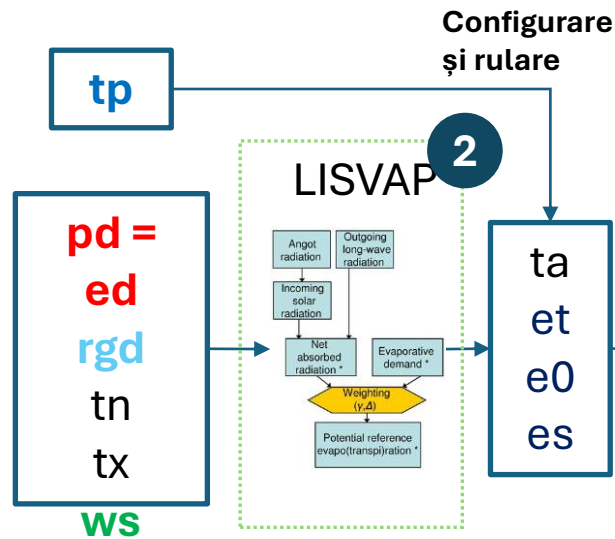 Configurare
și rulare
tp
2
LISVAP
pd =
ed
rgd
tn
tx
ws
Angot
radiation
Outgoing
long-wave
radiation
Incoming
solar
radiation
Net
absorbed
radiation *
Evaporative
demand *
Weighting
(γ,Δ)
Potential reference
evapo(transpi)ration *
ta
et
e0
es